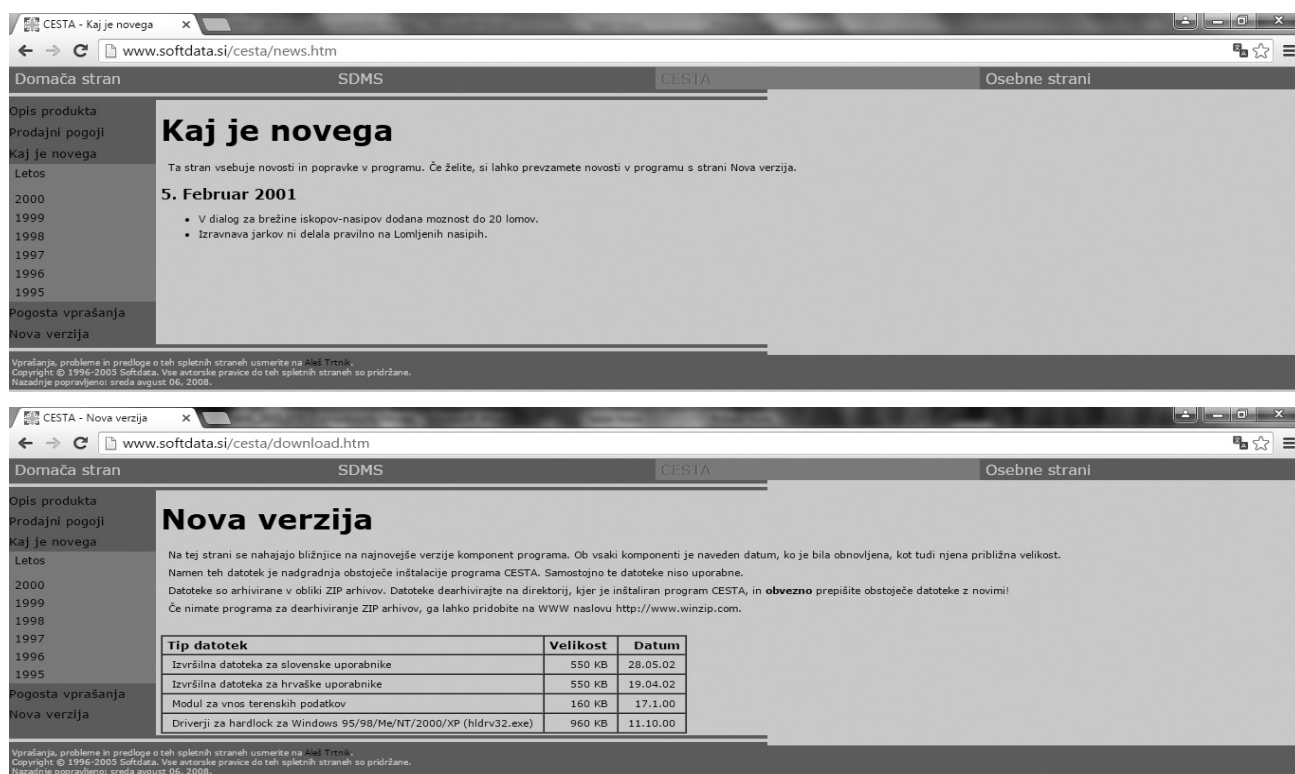 CESTA - Kaj je novega
www.softdata.si/cesta/news.htm
Domača stran SDMS CESTA Osebne strani
Opis produkta
Prodajni pogoji
Kaj je novega
Letos
2000
1999
1998
1997
1996
1995
Pogosta vprašanja
Nova verzija
Kaj je novega
Ta stran vsebuje novosti in popravke v programu. Če želite, si lahko prevzamete novosti v programu s strani Nova verzija.
5. Februar 2001
• V dialog za brežine iskopov-nasipov dodana moznost do 20 lomov.
• Izravnava jarkov ni delala pravilno na Lomljenih nasipih.
Vprašanja, probleme in predloge o teh spletnih straneh usmerite na Aleš Trtnik.
Copyright © 1996-2005 Softdata. Vse avtorske pravice do teh spletnih straneh so pridržane.
Nazadnje popravljeno: sreda avgust 06, 2008.
CESTA - Nova verzija
www.softdata.si/cesta/download.htm
Domača stran SDMS CESTA Osebne strani
Opis produkta
Prodajni pogoji
Kaj je novega
Letos
2000
1999
1998
1997
1996
1995
Pogosta vprašanja
Nova verzija
Nova verzija
Na tej strani se nahajajo bližnjice na najnovejše verzije komponent programa. Ob vsaki komponenti je naveden datum, ko je bila obnovljena, kot tudi njena približna velikost.
Namen teh datotek je nadgradnja obstoječe inštalacije programa CESTA. Samostojno te datoteke niso uporabne.
Datoteke so arhivirane v obliki ZIP arhivov. Datoteke dearhivirajte na direktorij, kjer je inštaliran program CESTA, in obvezno prepišite obstoječe datoteke z novimi!
Če nimate programa za dearhiviranje ZIP arhivov, ga lahko pridobite na WWW naslovu http://www.winzip.com.
Tip datotek Velikost Datum
Izvršilna datoteka za slovenske uporabnike 550 KB 28.05.02
Izvršilna datoteka za hrvaške uporabnike 550 KB 19.04.02
Modul za vnos terenskih podatkov 160 KB 17.1.00
Driverji za hardlock za Windows 95/98/Me/NT/2000/XP (hldrv32.exe) 960 KB 11.10.00
Vprašanja, probleme in predloge o teh spletnih straneh usmerite na Aleš Trtnik.
Copyright © 1996-2005 Softdata. Vse avtorske pravice do teh spletnih straneh so pridržane.
Nazadnje popravljeno: sreda avgust 06, 2008.